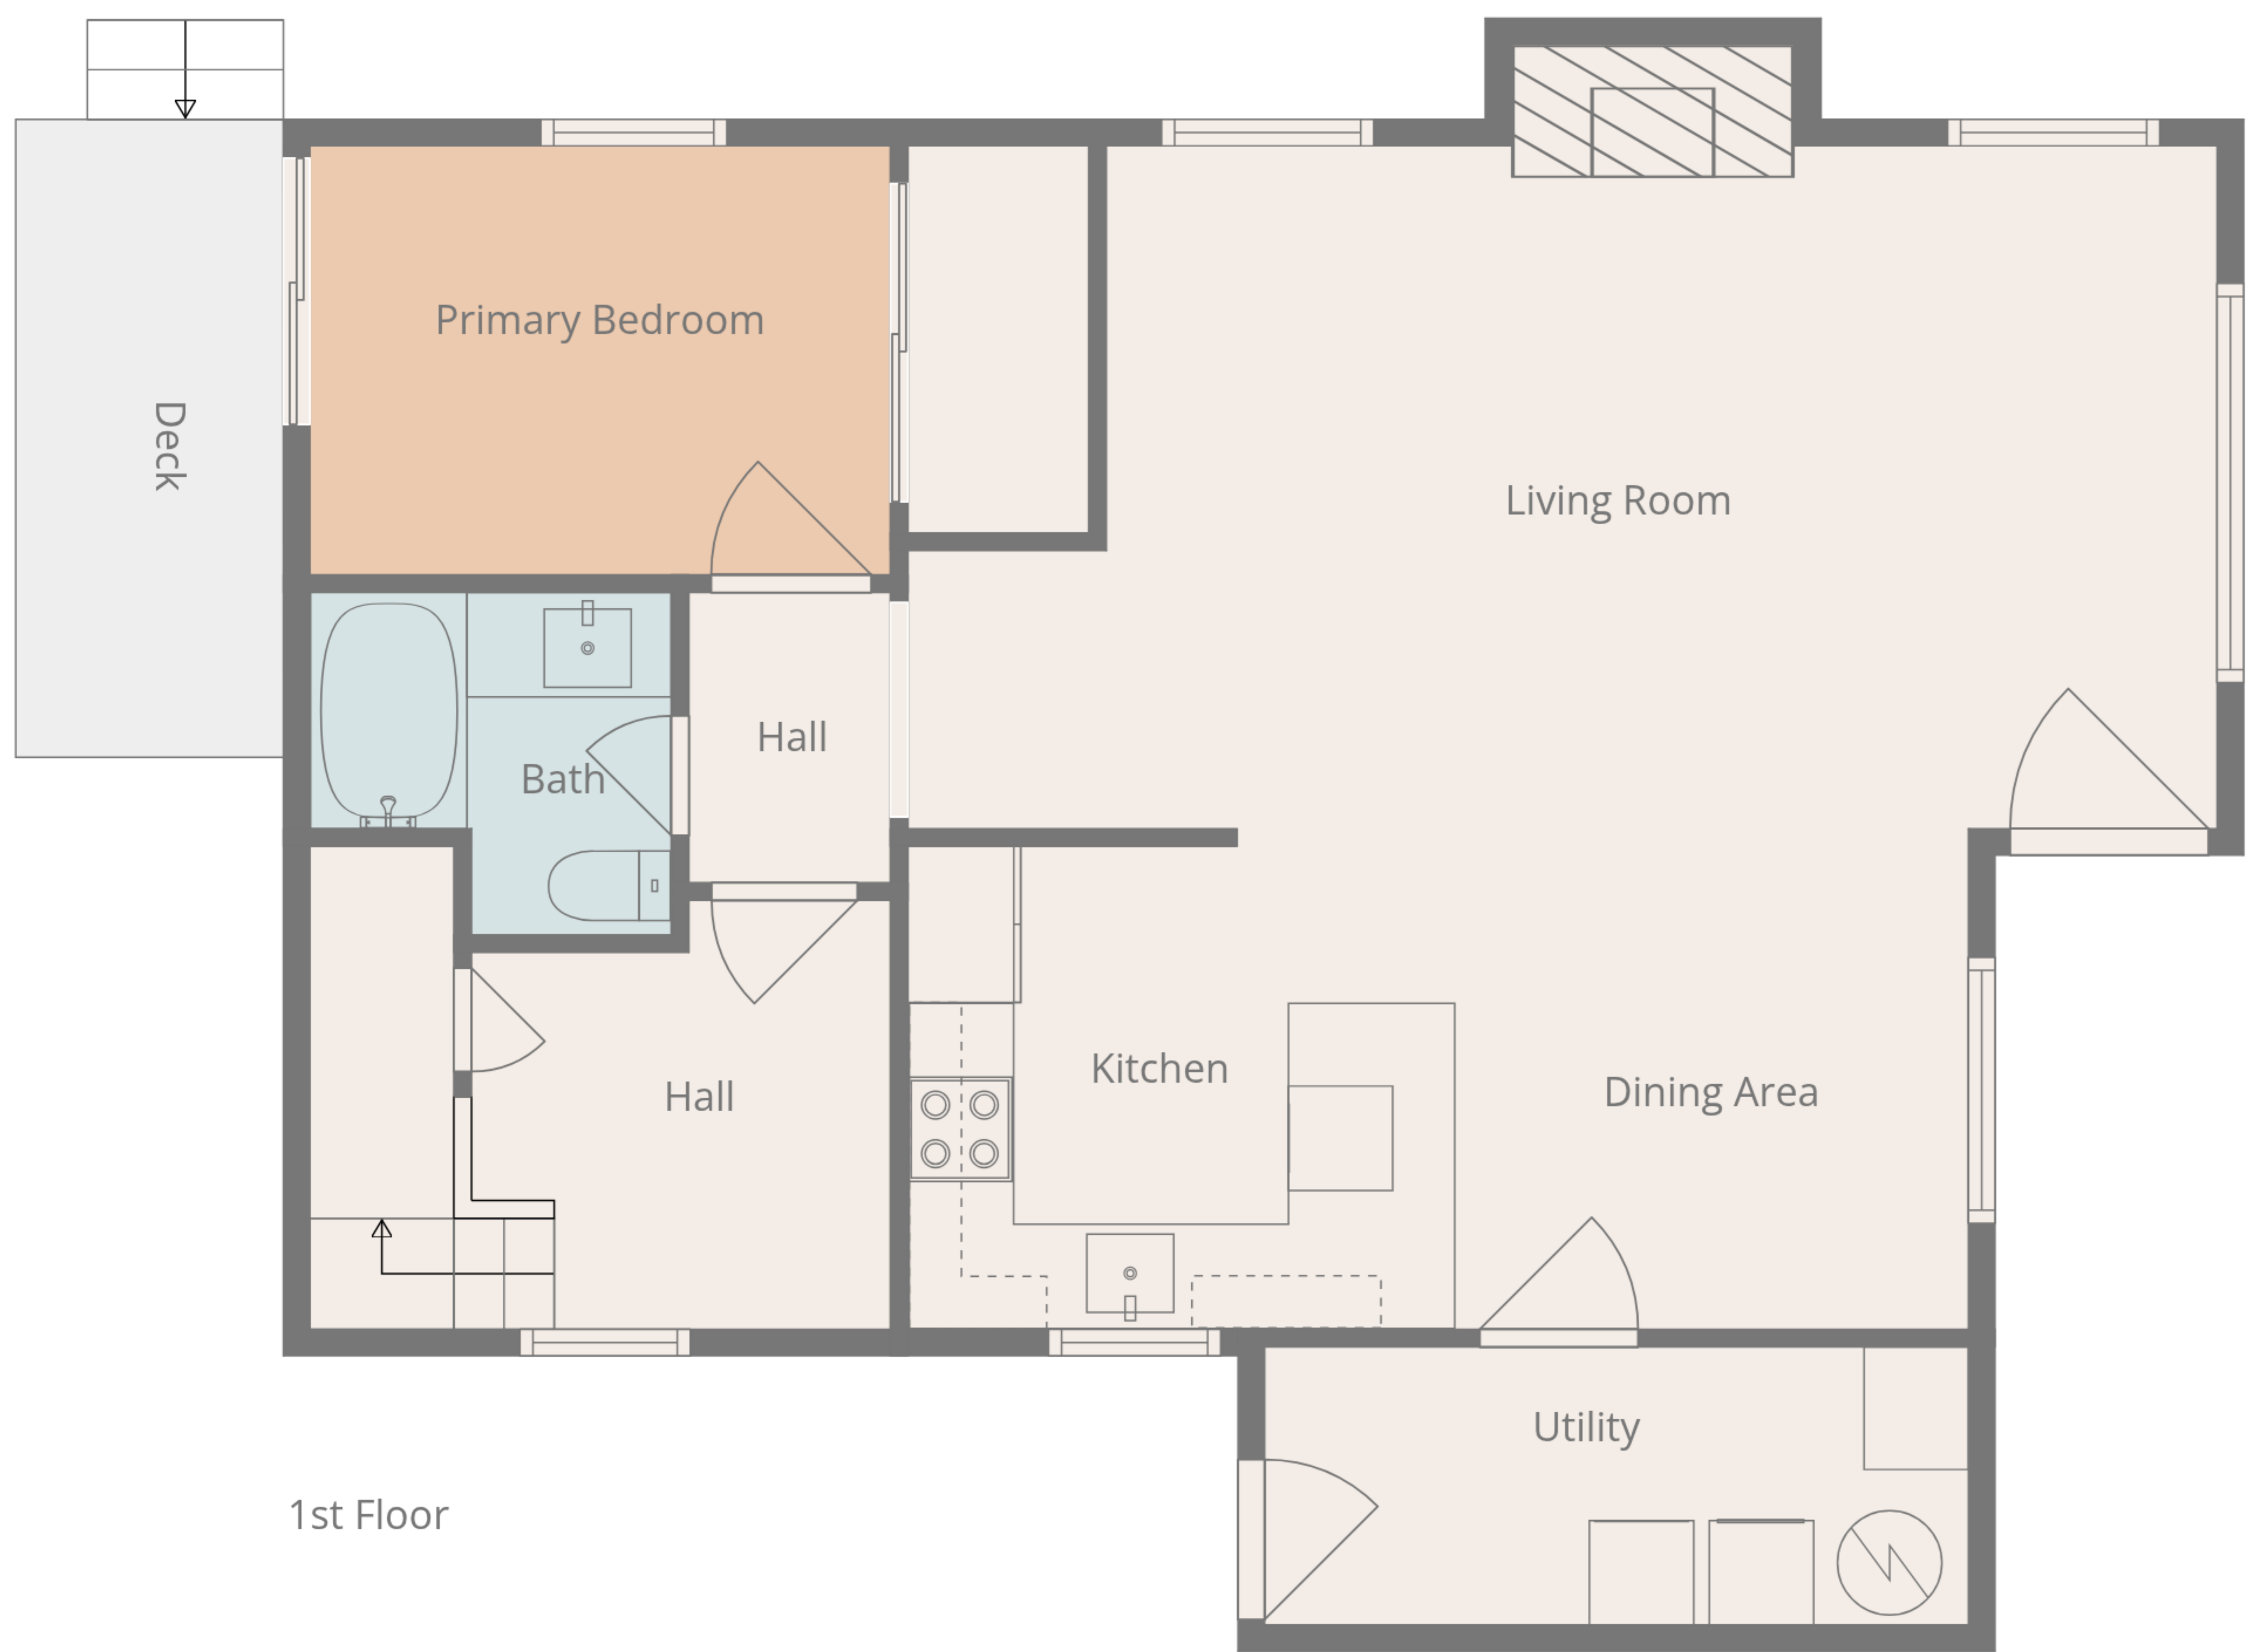 Primary Bedroom
Deck
Living Room
Hall
Bath
Kitchen
Dining Area
Hall
Utility
1st Floor